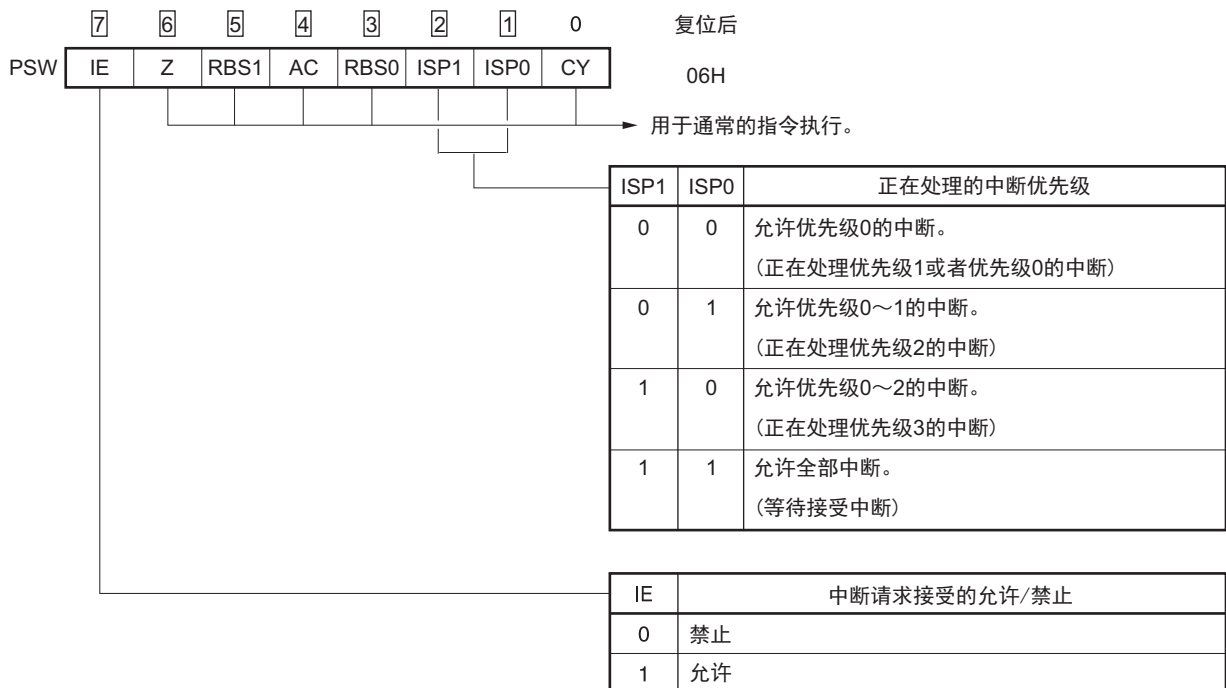 7 6 5 4 3 2 1 0 复位后
PSW IE Z RBS1 AC RBS0 ISP1 ISP0 CY 06H
用于通常的指令执行。
ISP1 ISP0 正在处理的中断优先级
0 0 允许优先级0的中断。
(正在处理优先级1或者优先级0的中断)
0 1 允许优先级0~1的中断。
(正在处理优先级2的中断)
1 0 允许优先级0~2的中断。
(正在处理优先级3的中断)
1 1 允许全部中断。
(等待接受中断)
IE 中断请求接受的允许/禁止
0 禁止
1 允许